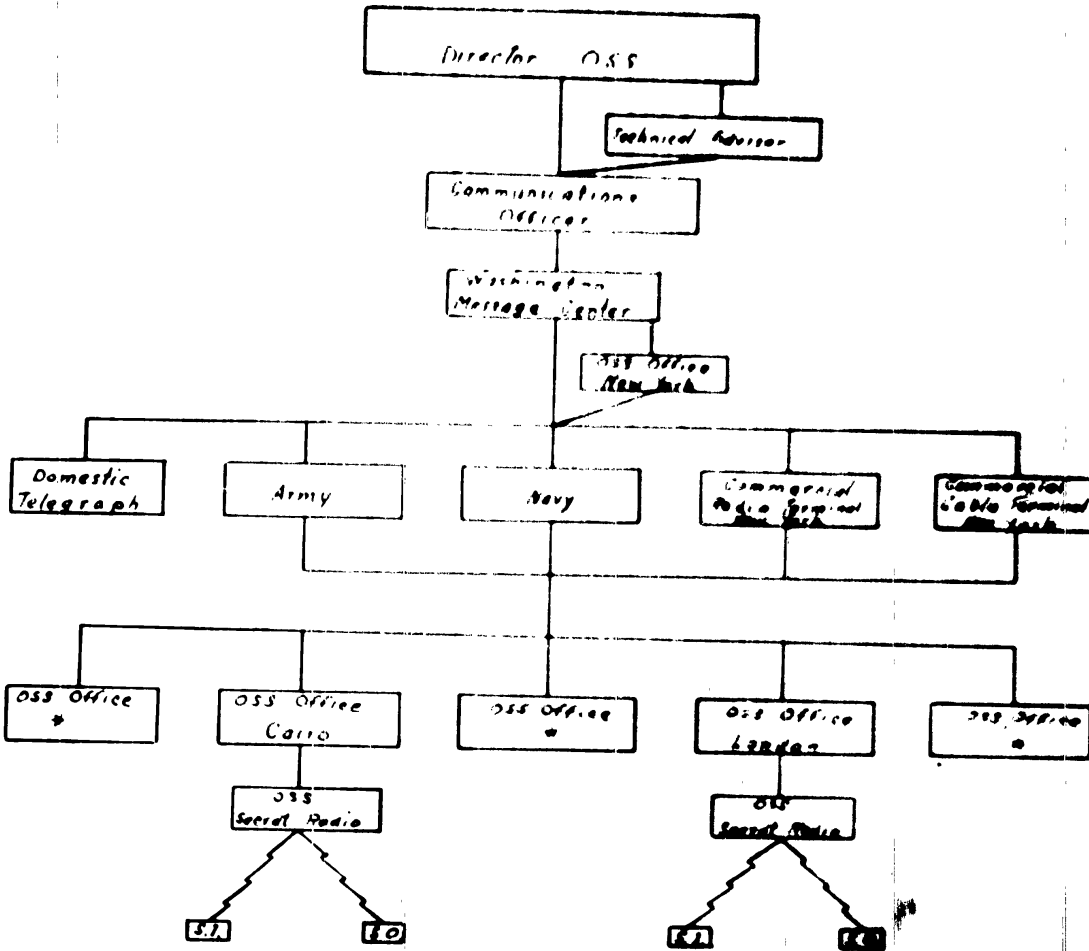 Director OSS
Technical Advisor
Communications
Officer
Washington
Message Center
OSS Office
New York
Domestic
Telegraph
Army
Navy
Commercial
Radio Terminal
New York
Commercial
Cable Terminal
New York
OSS Office
*
OSS Office
Cairo
OSS Office
*
OSS Office
London
OSS Office
*
OSS
Secret Radio
OSS
Secret Radio
S.I.
S.O
S.I.
S.O